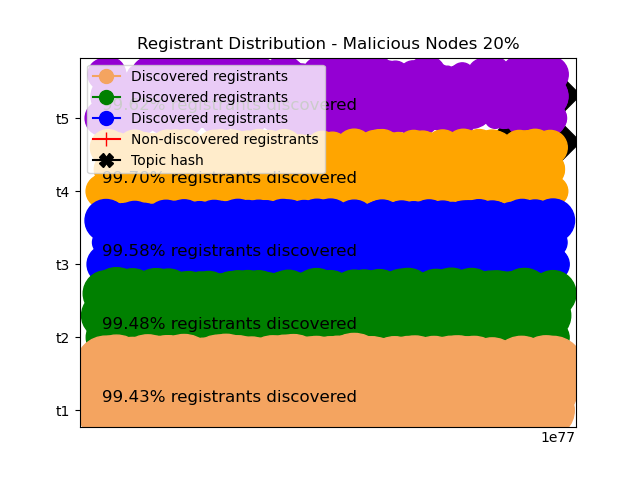 Registrant Distribution - Malicious Nodes 20%
Discovered registrants
Discovered registrants
Discovered registrants
Non-discovered registrants
Topic hash
registrants discovered
99.70% registrants discovered
99.58% registrants discovered
99.48% registrants discovered
99.43% registrants discovered
t5
t4
t3
t2
t1
1e77